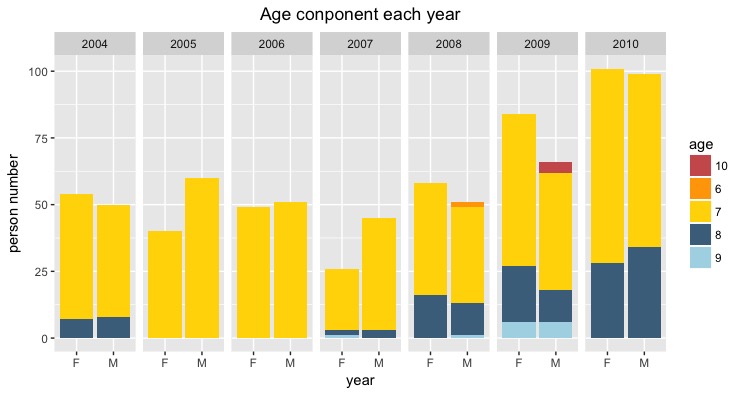 Age conponent each year
2004 2005 2006 2007 2008 2009 2010
100
75
50
25
0
person number
F M F M F M F M F M F M F M
year
age
10
6
7
8
9